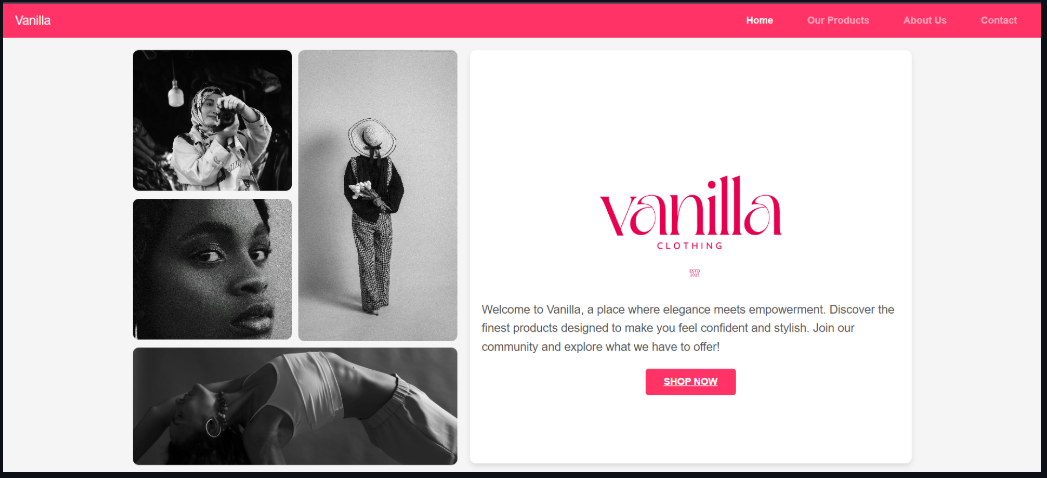 Vanilla
Home Our Products About Us Contact
vanilla
CLOTHING
ESTD
2021
Welcome to Vanilla, a place where elegance meets empowerment. Discover the
finest products designed to make you feel confident and stylish. Join our
community and explore what we have to offer!
SHOP NOW